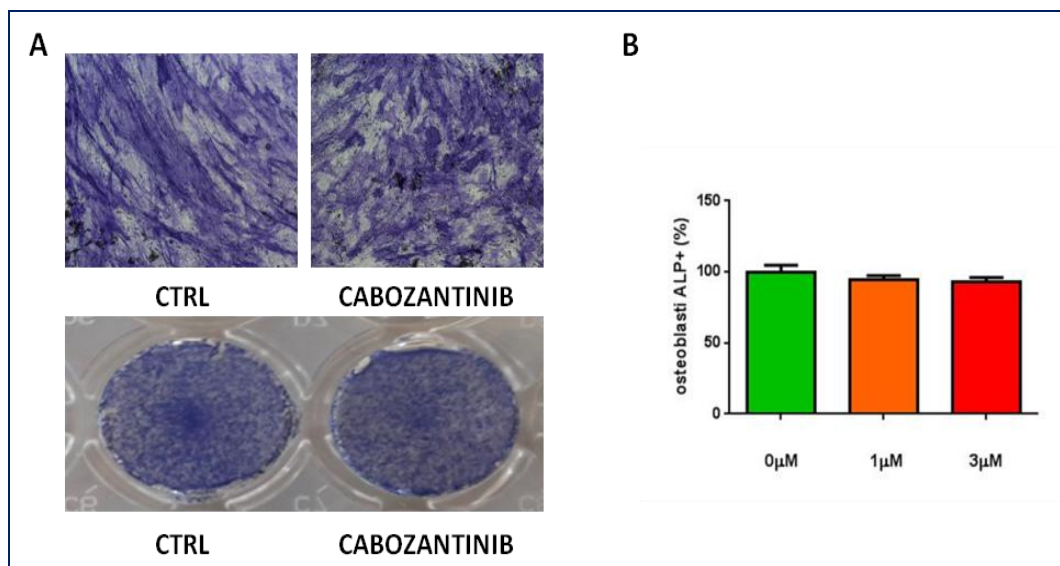 A
B
CTRL
CABOZANTINIB
CTRL
CABOZANTINIB
osteoblasti ALP+ (%)
150
100
50
0
0µM
1µM
3µM